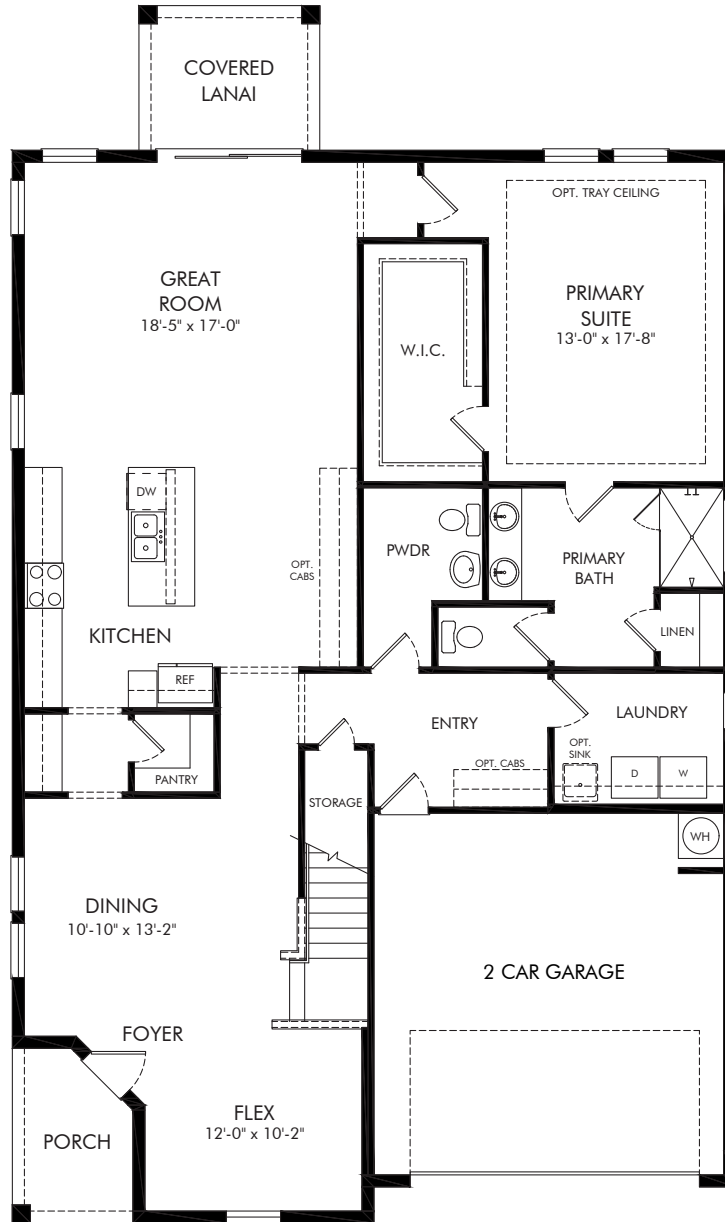 COVERED
LANAI
OPT. TRAY CEILING
GREAT
ROOM
18'-5" x 17'-0"
PRIMARY
SUITE
13'-0" x 17'-8"
W.I.C.
DW
PWDR
OPT.
CABS
PRIMARY
BATH
KITCHEN
LINEN
REF
ENTRY
LAUNDRY
OPT.
SINK
OPT. CABS
D
W
PANTRY
STORAGE
WH
DINING
10'-10" x 13'-2"
2 CAR GARAGE
FOYER
FLEX
12'-0" x 10'-2"
PORCH